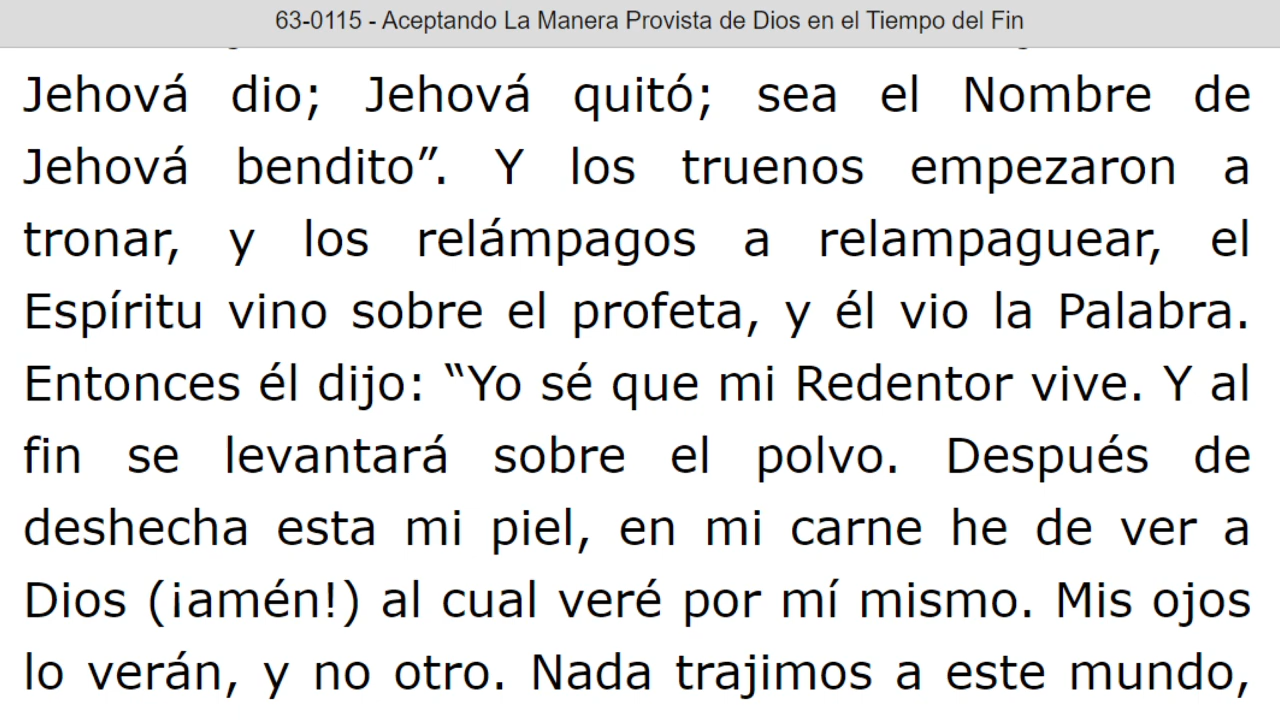 63-0115 - Aceptando La Manera Provista de Dios en el Tiempo del Fin
Jehová dio; Jehová quitó; sea el Nombre de
Jehová bendito”. Y los truenos empezaron a
tronar, y los relámpagos a relampaguear, el
Espíritu vino sobre el profeta, y él vio la Palabra.
Entonces él dijo: “Yo sé que mi Redentor vive. Y al
fin se levantará sobre el polvo. Después de
deshecha esta mi piel, en mi carne he de ver a
Dios (¡amén!) al cual veré por mí mismo. Mis ojos
lo verán, y no otro. Nada trajimos a este mundo,